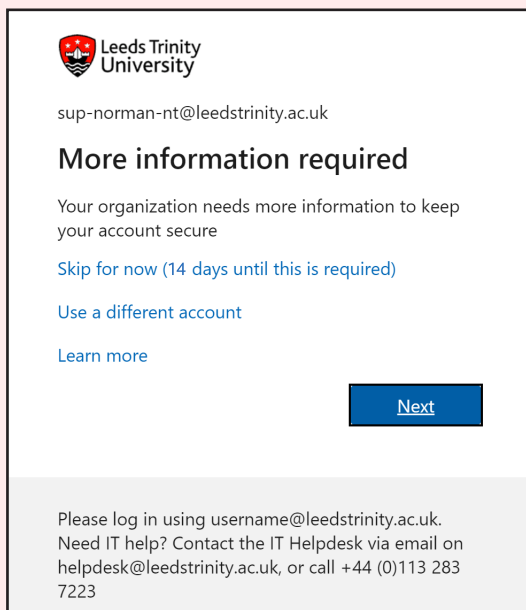 Leeds Trinity
University
sup-norman-nt@leedstrinity.ac.uk
More information required
Your organization needs more information to keep
your account secure
Skip for now (14 days until this is required)
Use a different account
Learn more
Next
Please log in using username@leedstrinity.ac.uk.
Need IT help? Contact the IT Helpdesk via email on
helpdesk@leedstrinity.ac.uk, or call +44 (0)113 283
7223